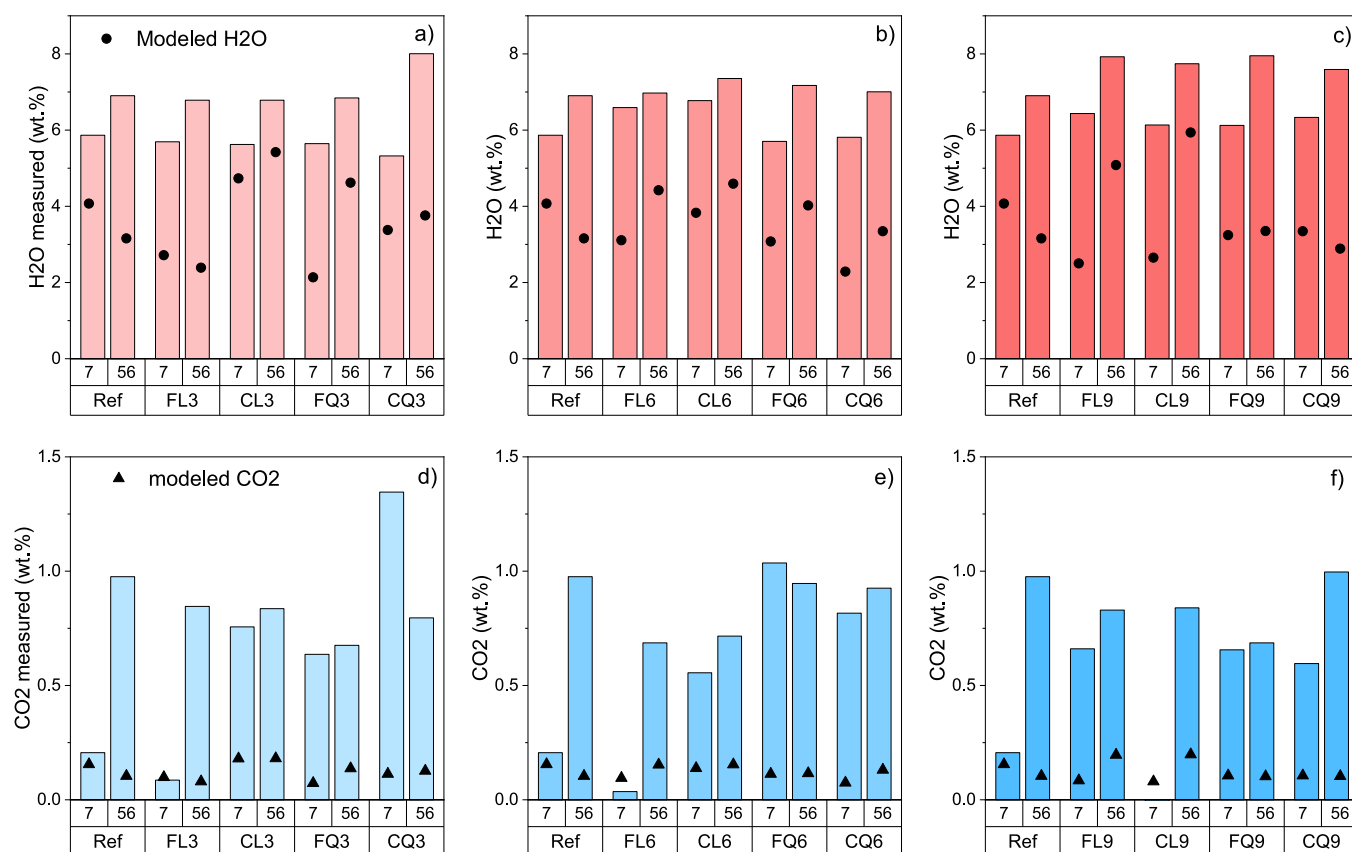 a)
Modeled H2O
H2O measured (wt.%)
8
6
4
2
0
7 56 7 56 7 56 7 56 7 56
Ref FL3 CL3 FQ3 CQ3
b)
H2O (wt.%)
8
6
4
2
0
7 56 7 56 7 56 7 56 7 56
Ref FL6 CL6 FQ6 CQ6
c)
H2O (wt.%)
8
6
4
2
0
7 56 7 56 7 56 7 56 7 56
Ref FL9 CL9 FQ9 CQ9
d)
modeled CO2
CO2 measured (wt.%)
1.5
1.0
0.5
0.0
7 56 7 56 7 56 7 56 7 56
Ref FL3 CL3 FQ3 CQ3
e)
CO2 (wt.%)
1.5
1.0
0.5
0.0
7 56 7 56 7 56 7 56 7 56
Ref FL6 CL6 FQ6 CQ6
f)
CO2 (wt.%)
1.5
1.0
0.5
0.0
7 56 7 56 7 56 7 56 7 56
Ref FL9 CL9 FQ9 CQ9